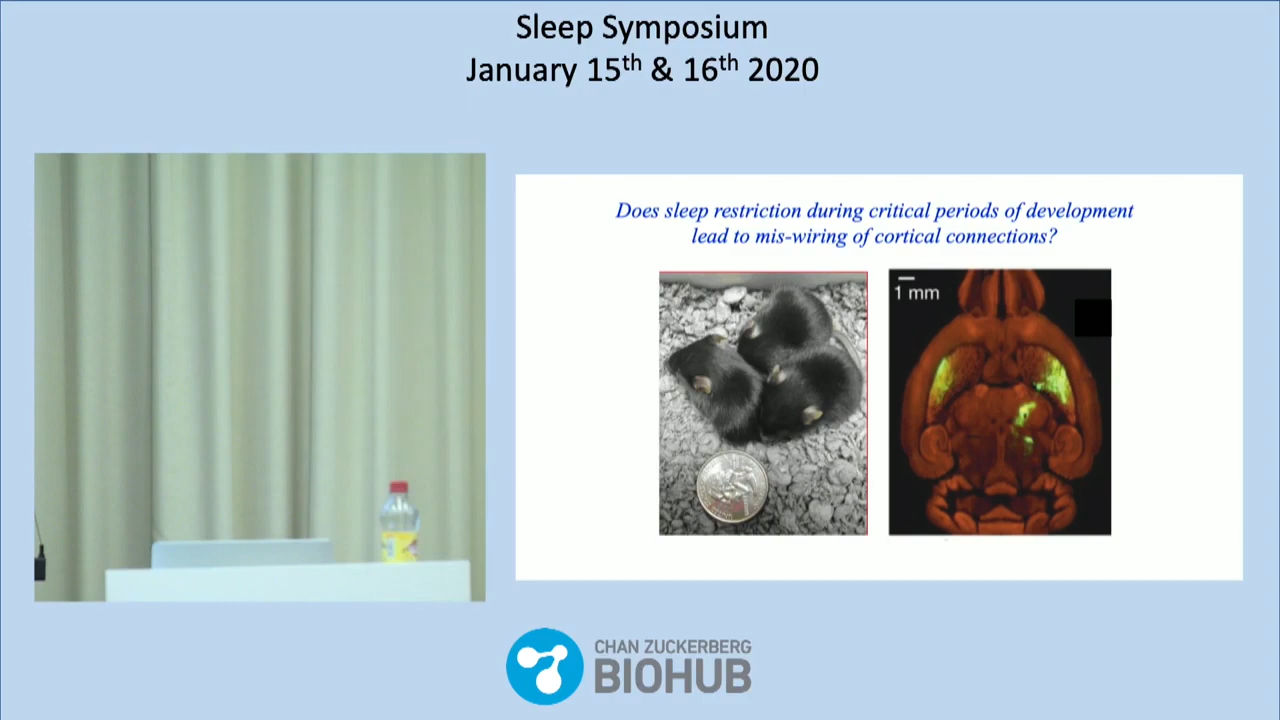 Sleep Symposium
January 15th & 16th 2020
Does sleep restriction during critical periods of development
lead to mis-wiring of cortical connections?
1 mm
CHAN ZUCKERBERG
BIOHUB